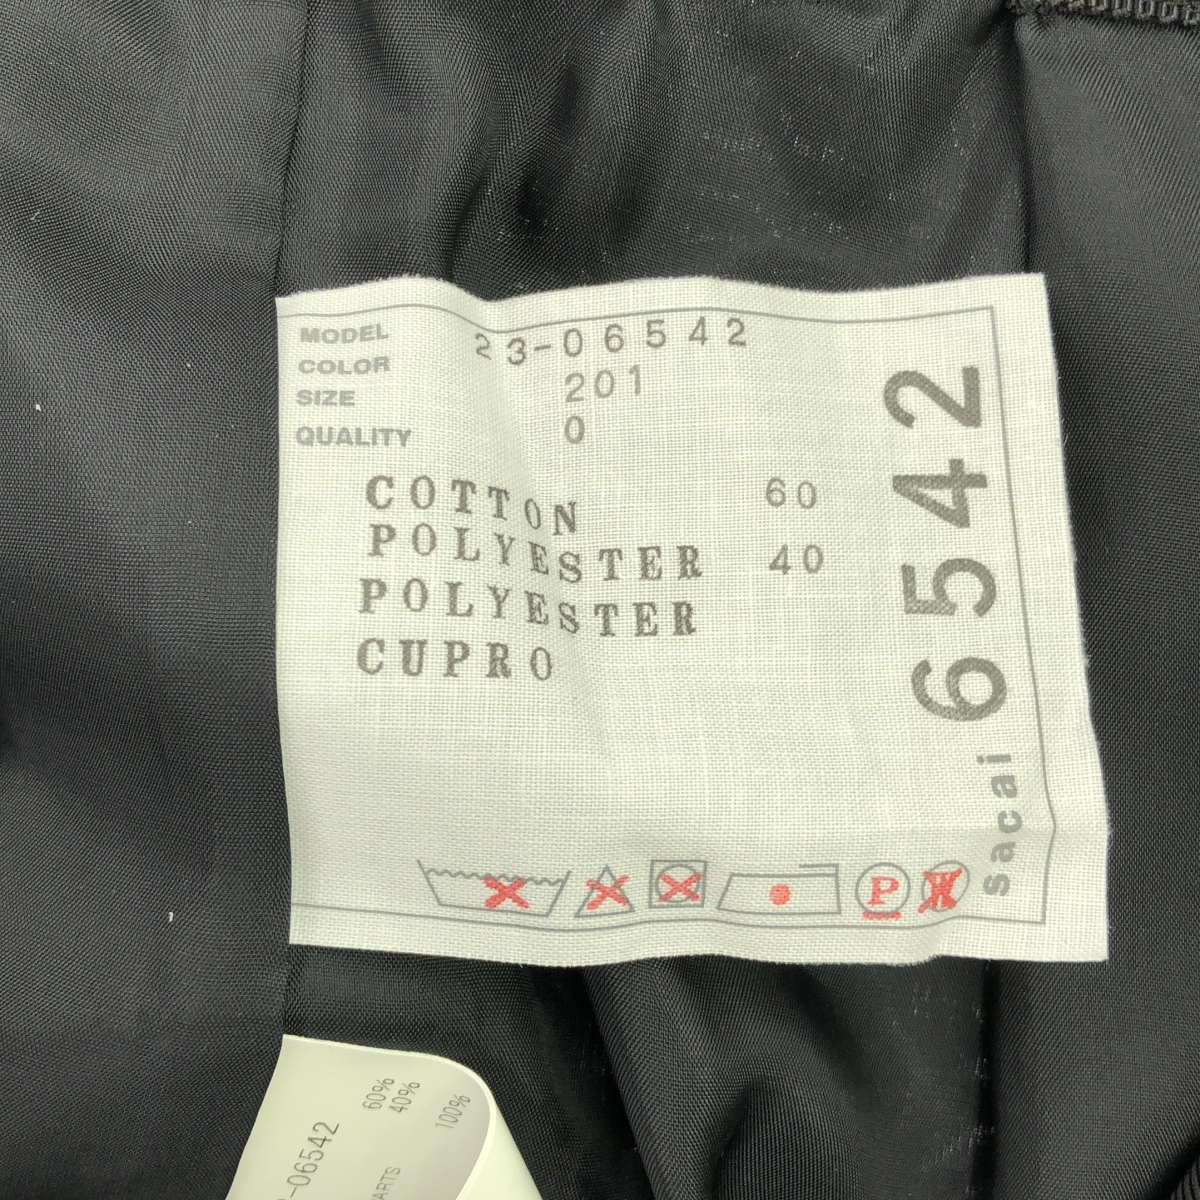 MODEL 23-06542
COLOR 201
SIZE 0
QUALITY
COTTON 60
POLYESTER 40
POLYESTER
CUPRO
P
W
sacai 6542
-06542
60%
40%
100%